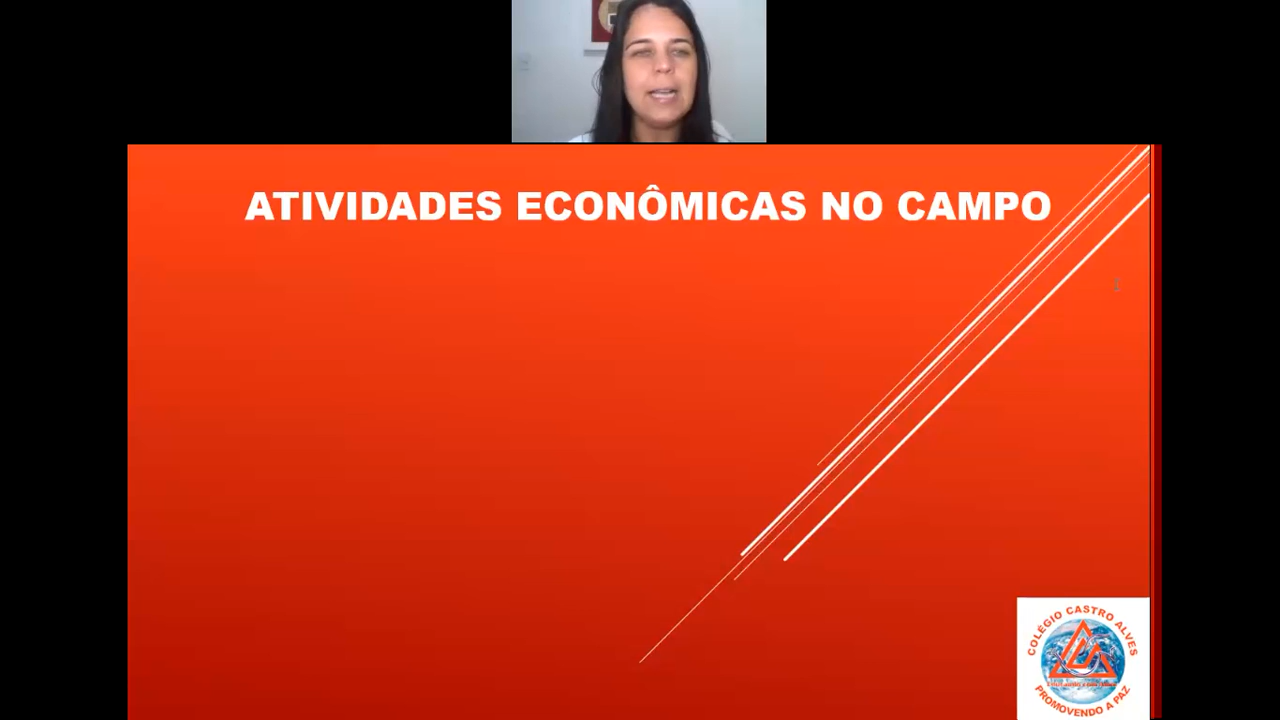 ATIVIDADES ECONÔMICAS NO CAMPO
COLÉGIO CASTRO ALVES
PROMOVENDO A PAZ